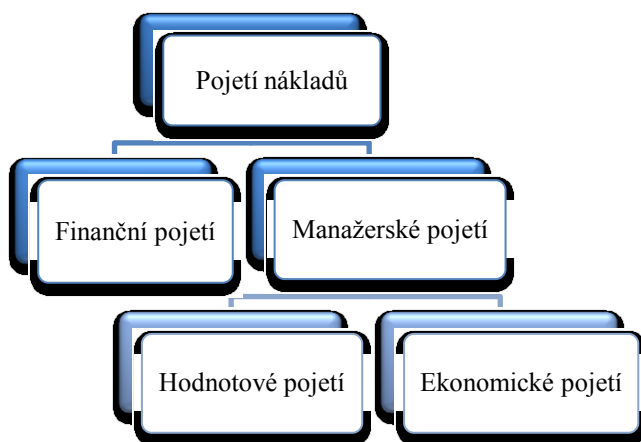 Pojetí nákladů
Finanční pojetí
Manažerské pojetí
Hodnotové pojetí
Ekonomické pojetí